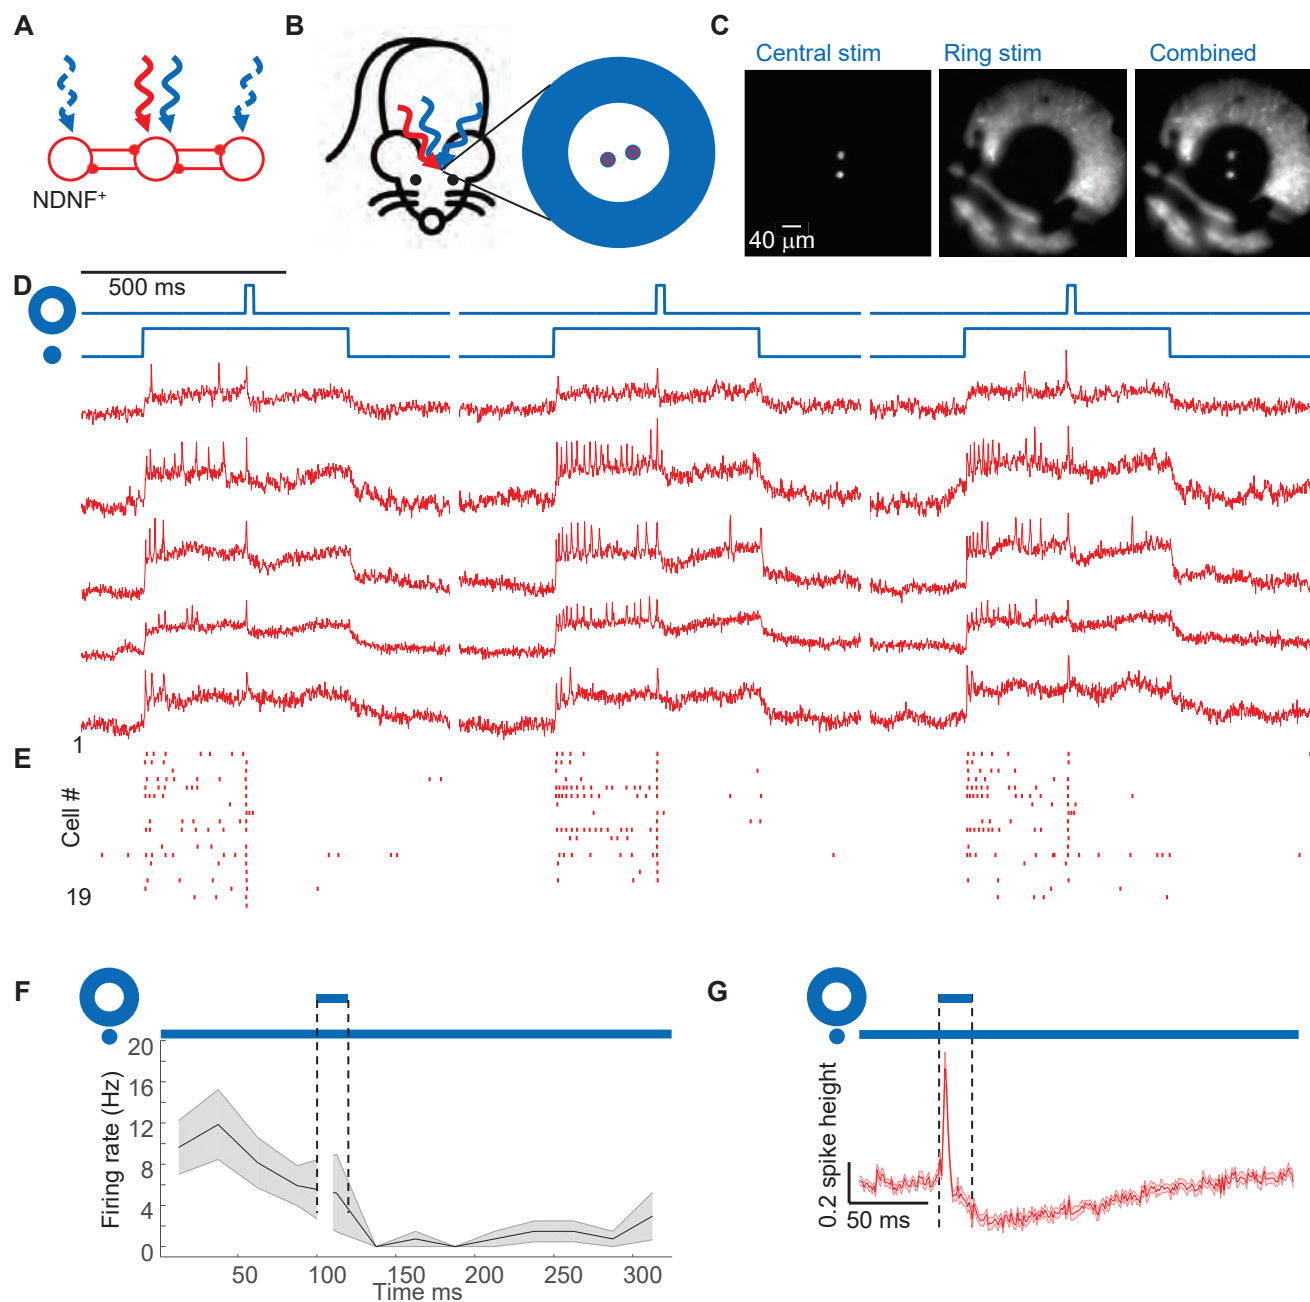 A
NDNF+
B
C
Central stim
Ring stim
Combined
40 μm
D
500 ms
E
1
Cell #
19
F
Firing rate (Hz)
20
16
12
8
4
0
50
100
150
200
250
300
Time ms
G
0.2 spike height
50 ms